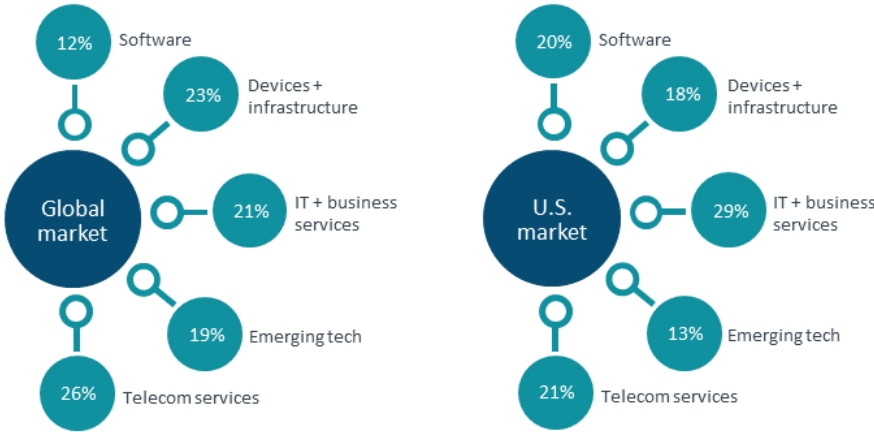 12%
Software
23%
Devices +
infrastructure
Global
market
21%
IT + business
services
19%
Emerging tech
26%
Telecom services
20%
Software
18%
Devices +
infrastructure
U.S.
market
29%
IT + business
services
13%
Emerging tech
21%
Telecom services